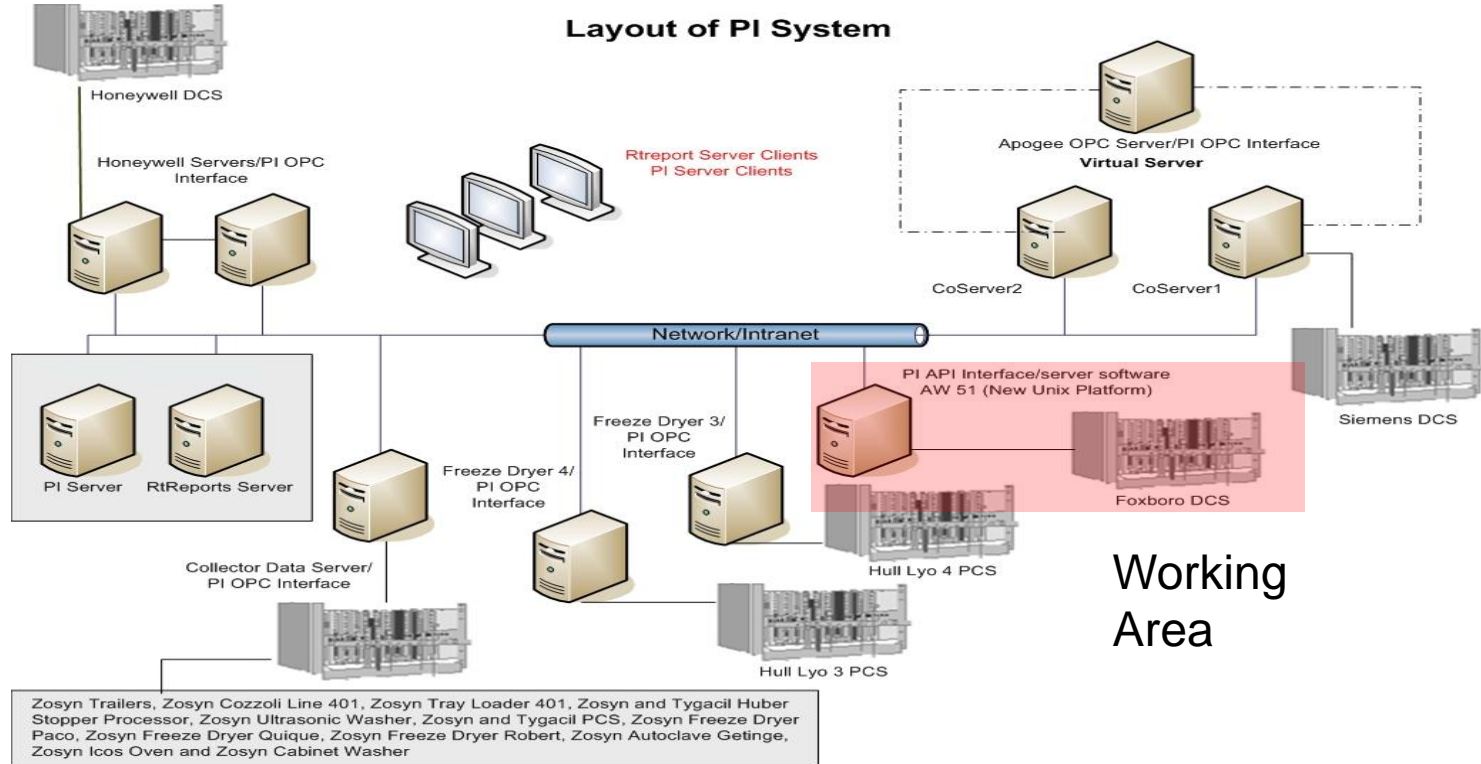 Layout of PI System
Honeywell DCS
Honeywell Servers/PI OPC
Interface
Rtreport Server Clients
PI Server Clients
Apogee OPC Server/PI OPC Interface
Virtual Server
CoServer2
CoServer1
Network/Intranet
Siemens DCS
PI API Interface/server software
AW 51 (New Unix Platform)
Foxboro DCS
PI Server
RtReports Server
Freeze Dryer 3/
PI OPC
Interface
Freeze Dryer 4/
PI OPC
Interface
Hull Lyo 4 PCS
Collector Data Server/
PI OPC Interface
Hull Lyo 3 PCS
Working
Area
Zosyn Trailers, Zosyn Cozzoli Line 401, Zosyn Tray Loader 401, Zosyn and Tygacil Huber
Stopper Processor, Zosyn Ultrasonic Washer, Zosyn and Tygacil PCS, Zosyn Freeze Dryer
Paco, Zosyn Freeze Dryer Quique, Zosyn Freeze Dryer Robert, Zosyn Autoclave Getinge,
Zosyn Icos Oven and Zosyn Cabinet Washer